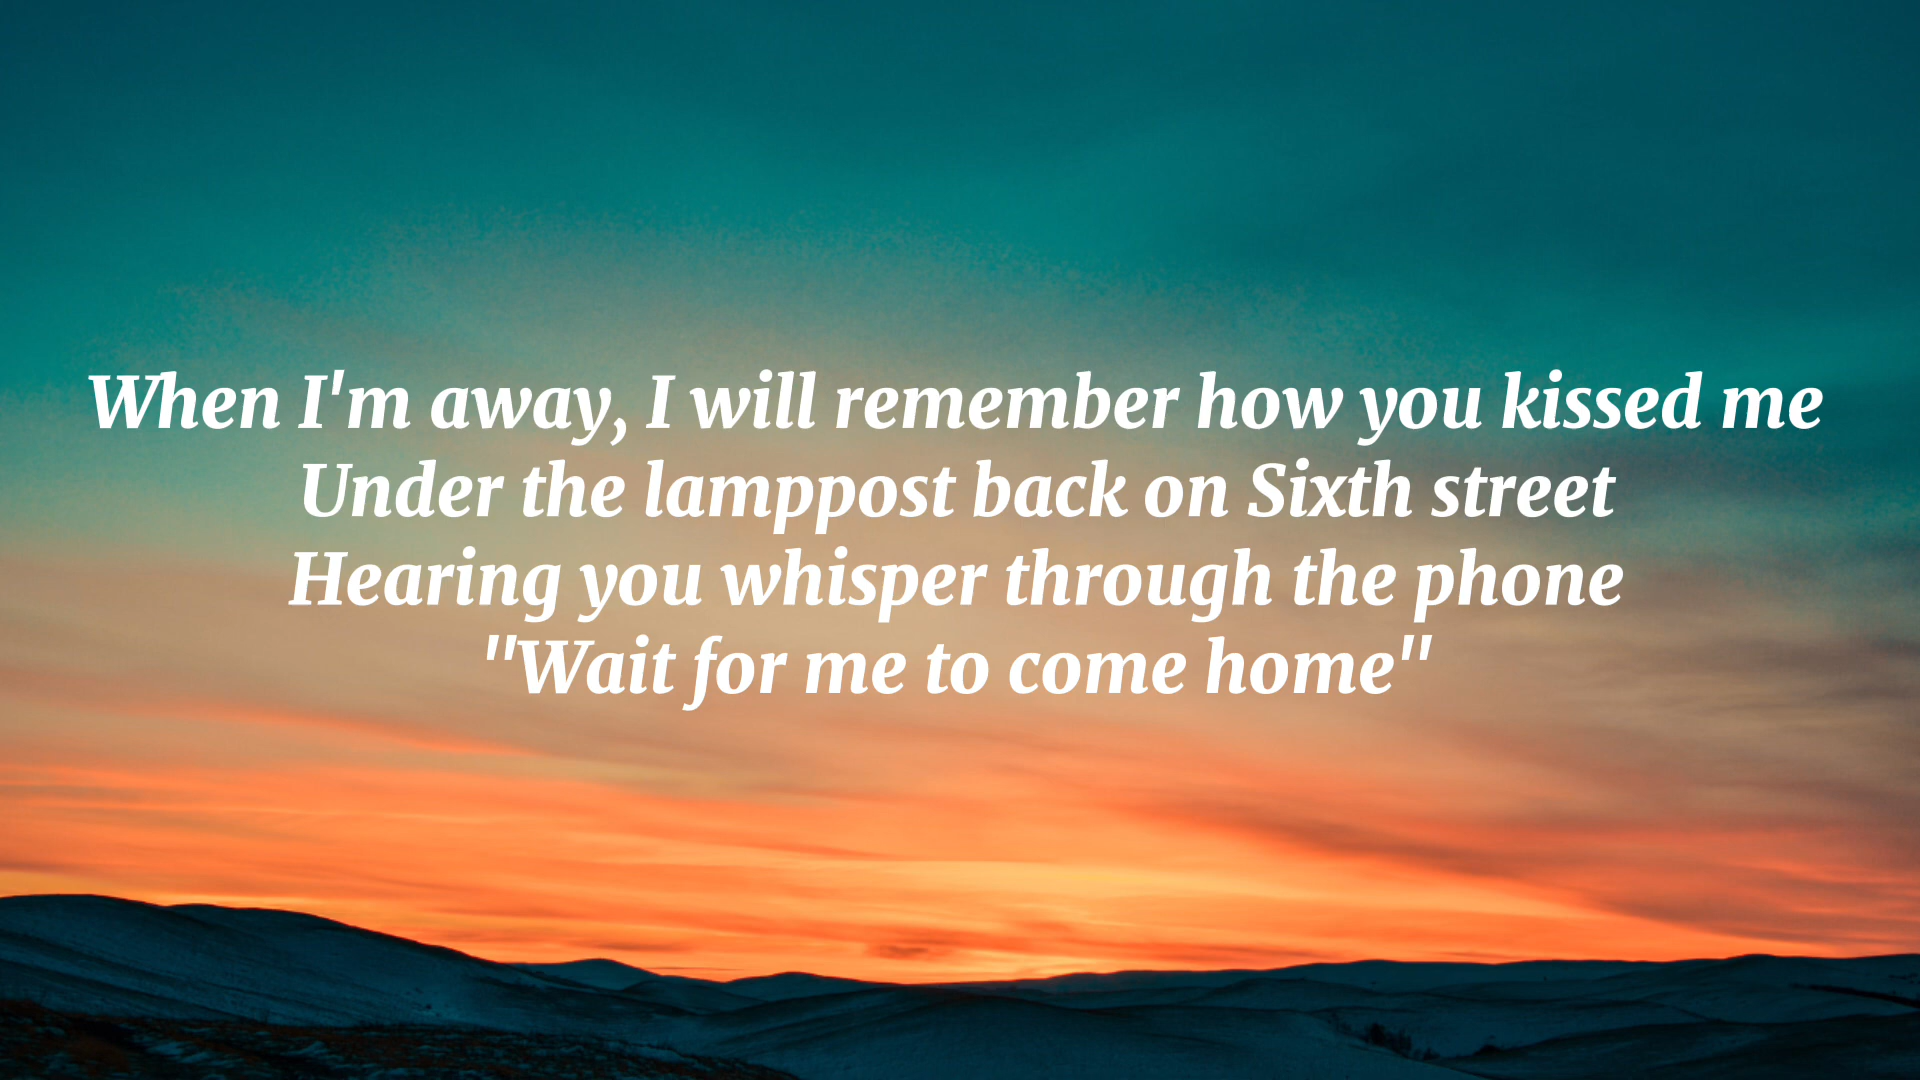 When I'm away, I will remember how you kissed me
Under the lamppost back on Sixth street
Hearing you whisper through the phone
"Wait for me to come home"